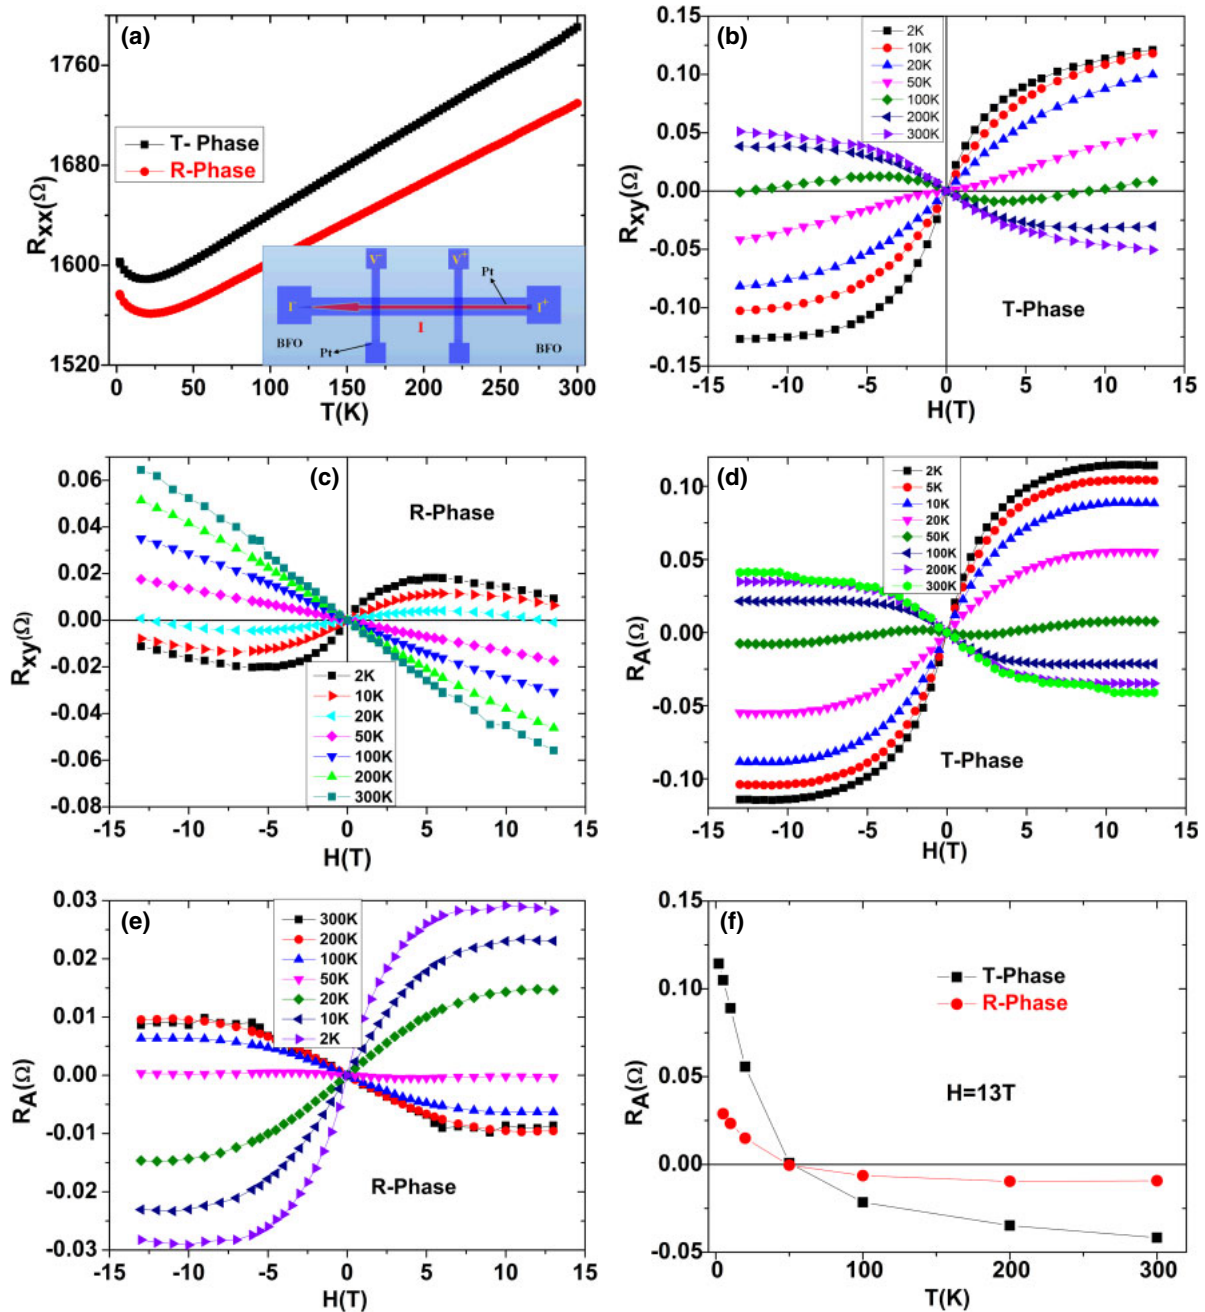 (a)
1760
1680
1600
1520
Rxx(Ω)
T- Phase
R-Phase
V-
V+
Pt
I-
I+
I
BFO
Pt
BFO
0 50 100 150 200 250 300
T(K)
(b)
0.15
0.10
0.05
0.00
-0.05
-0.10
-0.15
Rxy(Ω)
2K
10K
20K
50K
100K
200K
300K
T-Phase
-15 -10 -5 0 5 10 15
H(T)
(c)
0.06
0.04
0.02
0.00
-0.02
-0.04
-0.06
-0.08
Rxy(Ω)
R-Phase
2K
10K
20K
50K
100K
200K
300K
-15 -10 -5 0 5 10 15
H(T)
(d)
0.10
0.05
0.00
-0.05
-0.10
RA(Ω)
2K
5K
10K
20K
50K
100K
200K
300K
T-Phase
-15 -10 -5 0 5 10 15
H(T)
(e)
0.03
0.02
0.01
0.00
-0.01
-0.02
-0.03
RA(Ω)
300K
200K
100K
50K
20K
10K
2K
R-Phase
-15 -10 -5 0 5 10 15
H(T)
(f)
0.15
0.10
0.05
0.00
-0.05
RA(Ω)
T-Phase
R-Phase
H=13T
0 100 200 300
T(K)